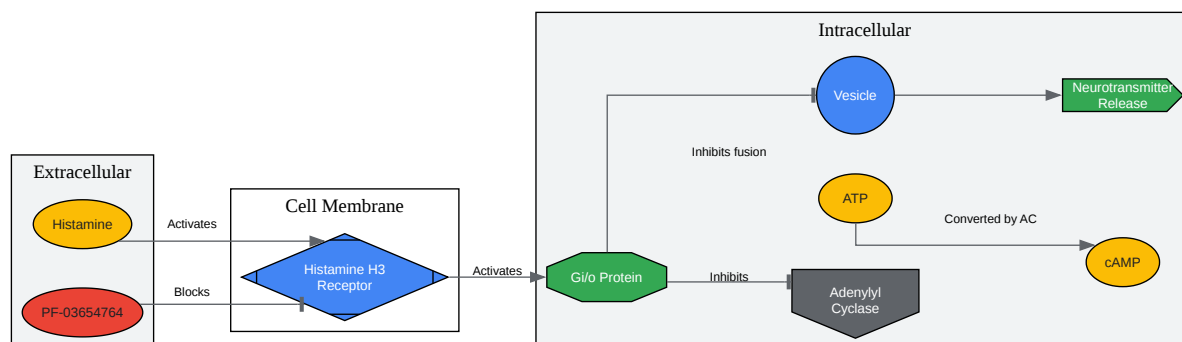 Extracellular
Histamine
PF-03654764
Activates
Blocks
Cell Membrane
Histamine H3
Receptor
Activates
Intracellular
Gi/o Protein
Inhibits fusion
Inhibits
Vesicle
Neurotransmitter
Release
ATP
Converted by AC
cAMP
Adenylyl
Cyclase